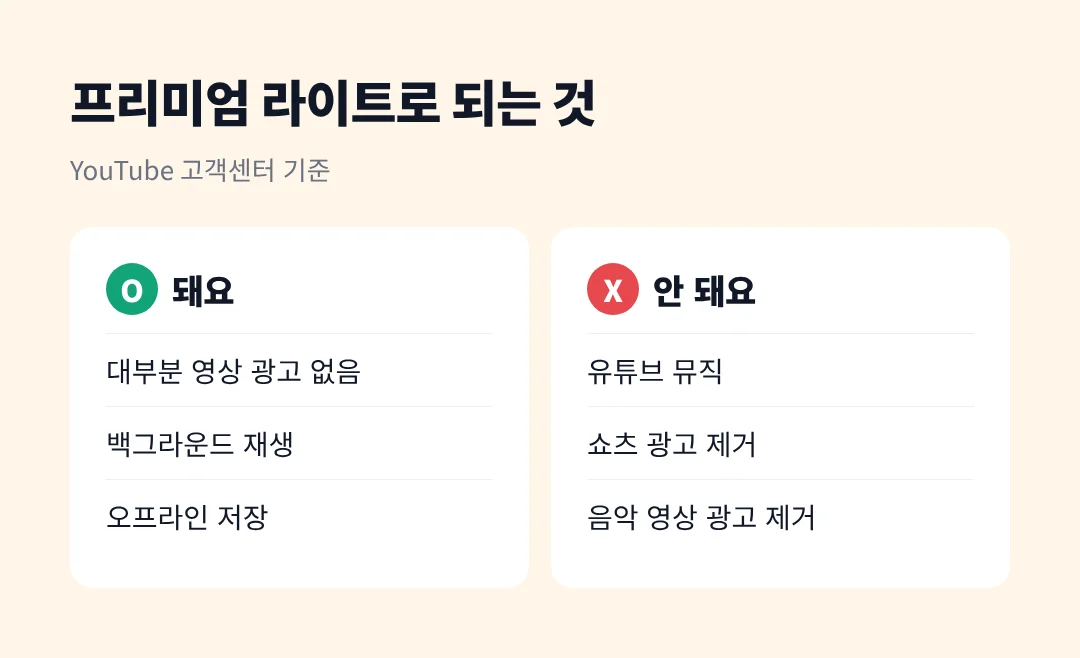 프리미엄 라이트로 되는 것
YouTube 고객센터 기준
O 돼요
대부분 영상 광고 없음
백그라운드 재생
오프라인 저장
X 안 돼요
유튜브 뮤직
쇼츠 광고 제거
음악 영상 광고 제거